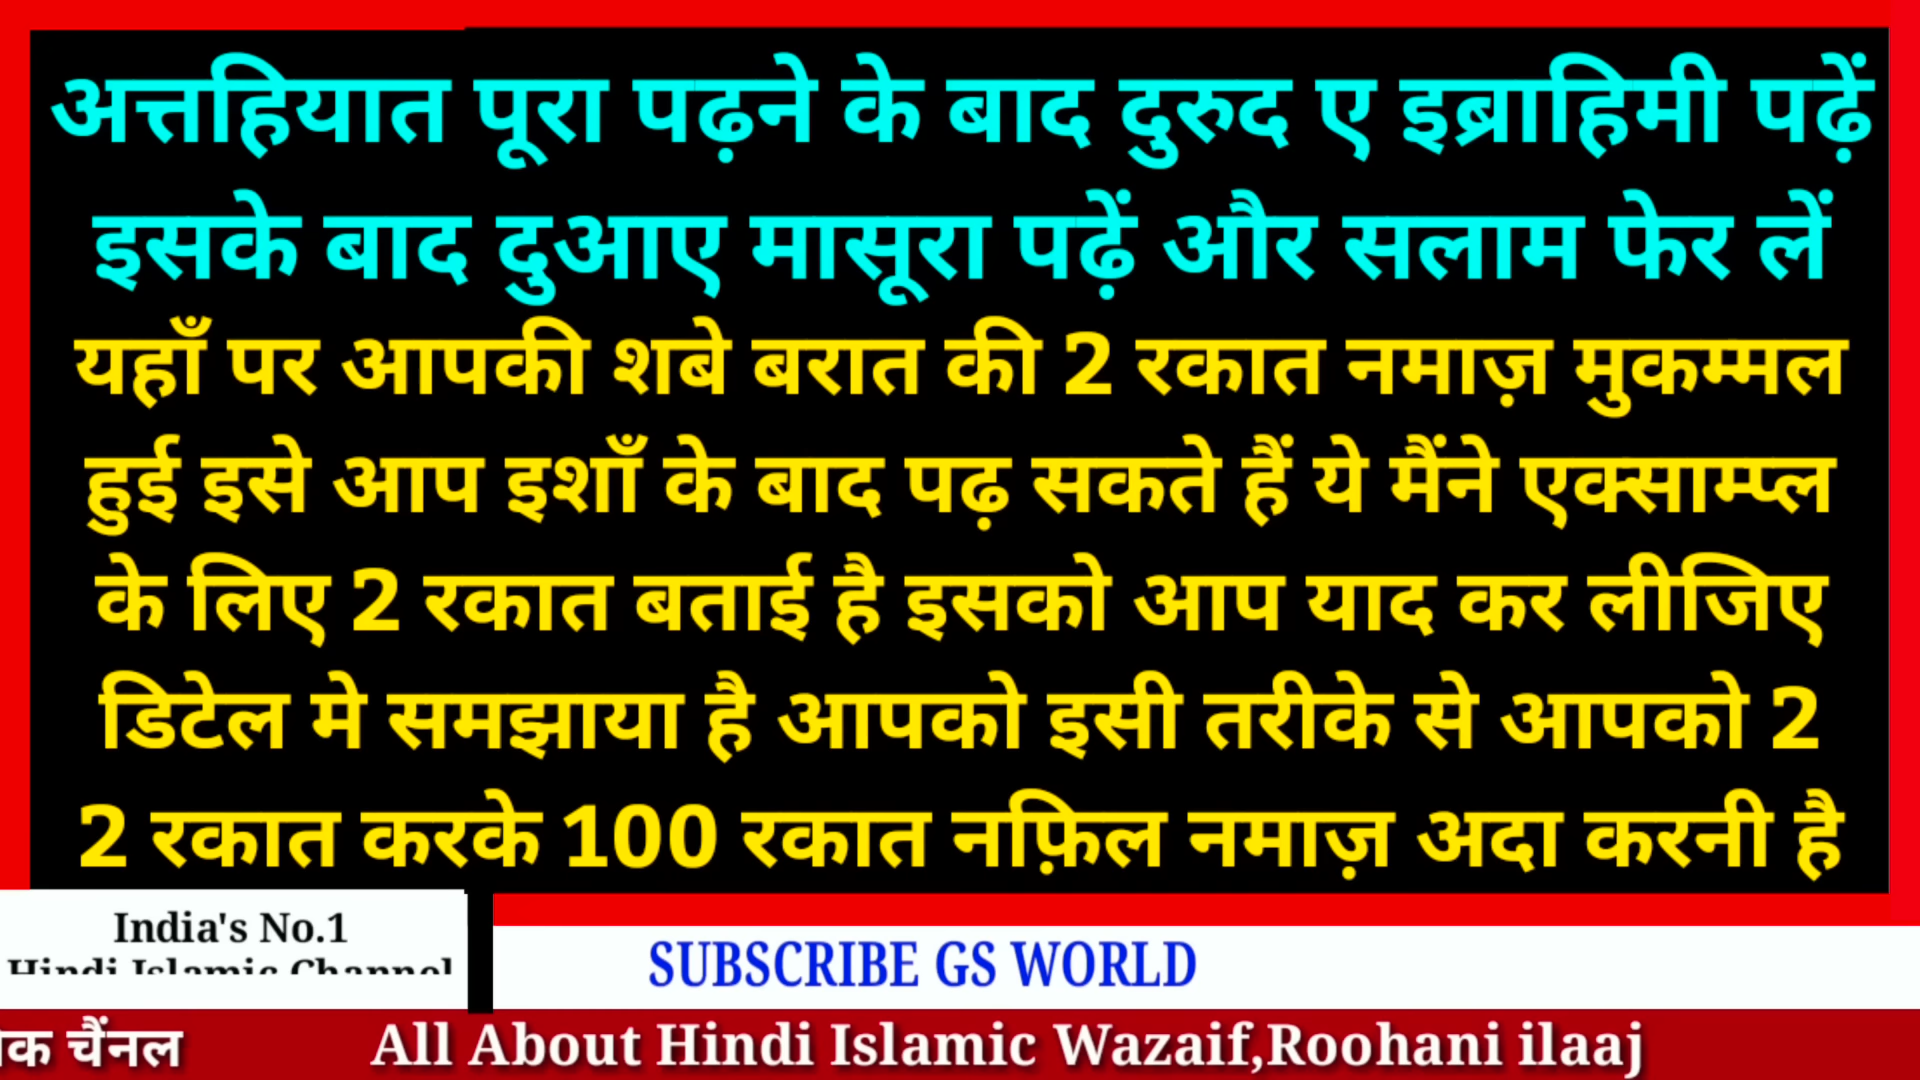 अत्तहियात पूरा पढ़ने के बाद दुरुद ए इब्राहिमी पढ़ें
इसके बाद दुआए मासूरा पढ़ें और सलाम फेर लें
यहाँ पर आपकी शबे बरात की 2 रकात नमाज़ मुकम्मल
हुई इसे आप इशाँ के बाद पढ़ सकते हैं ये मैंने एक्साम्प्ल
के लिए 2 रकात बताई है इसको आप याद कर लीजिए
डिटेल मे समझाया है आपको इसी तरीके से आपको 2
2 रकात करके 100 रकात नफ़िल नमाज़ अदा करनी है
India's No.1
Hindi Islamic Channel
SUBSCRIBE GS WORLD
चैंनल All About Hindi Islamic Wazaif,Roohani ilaaj